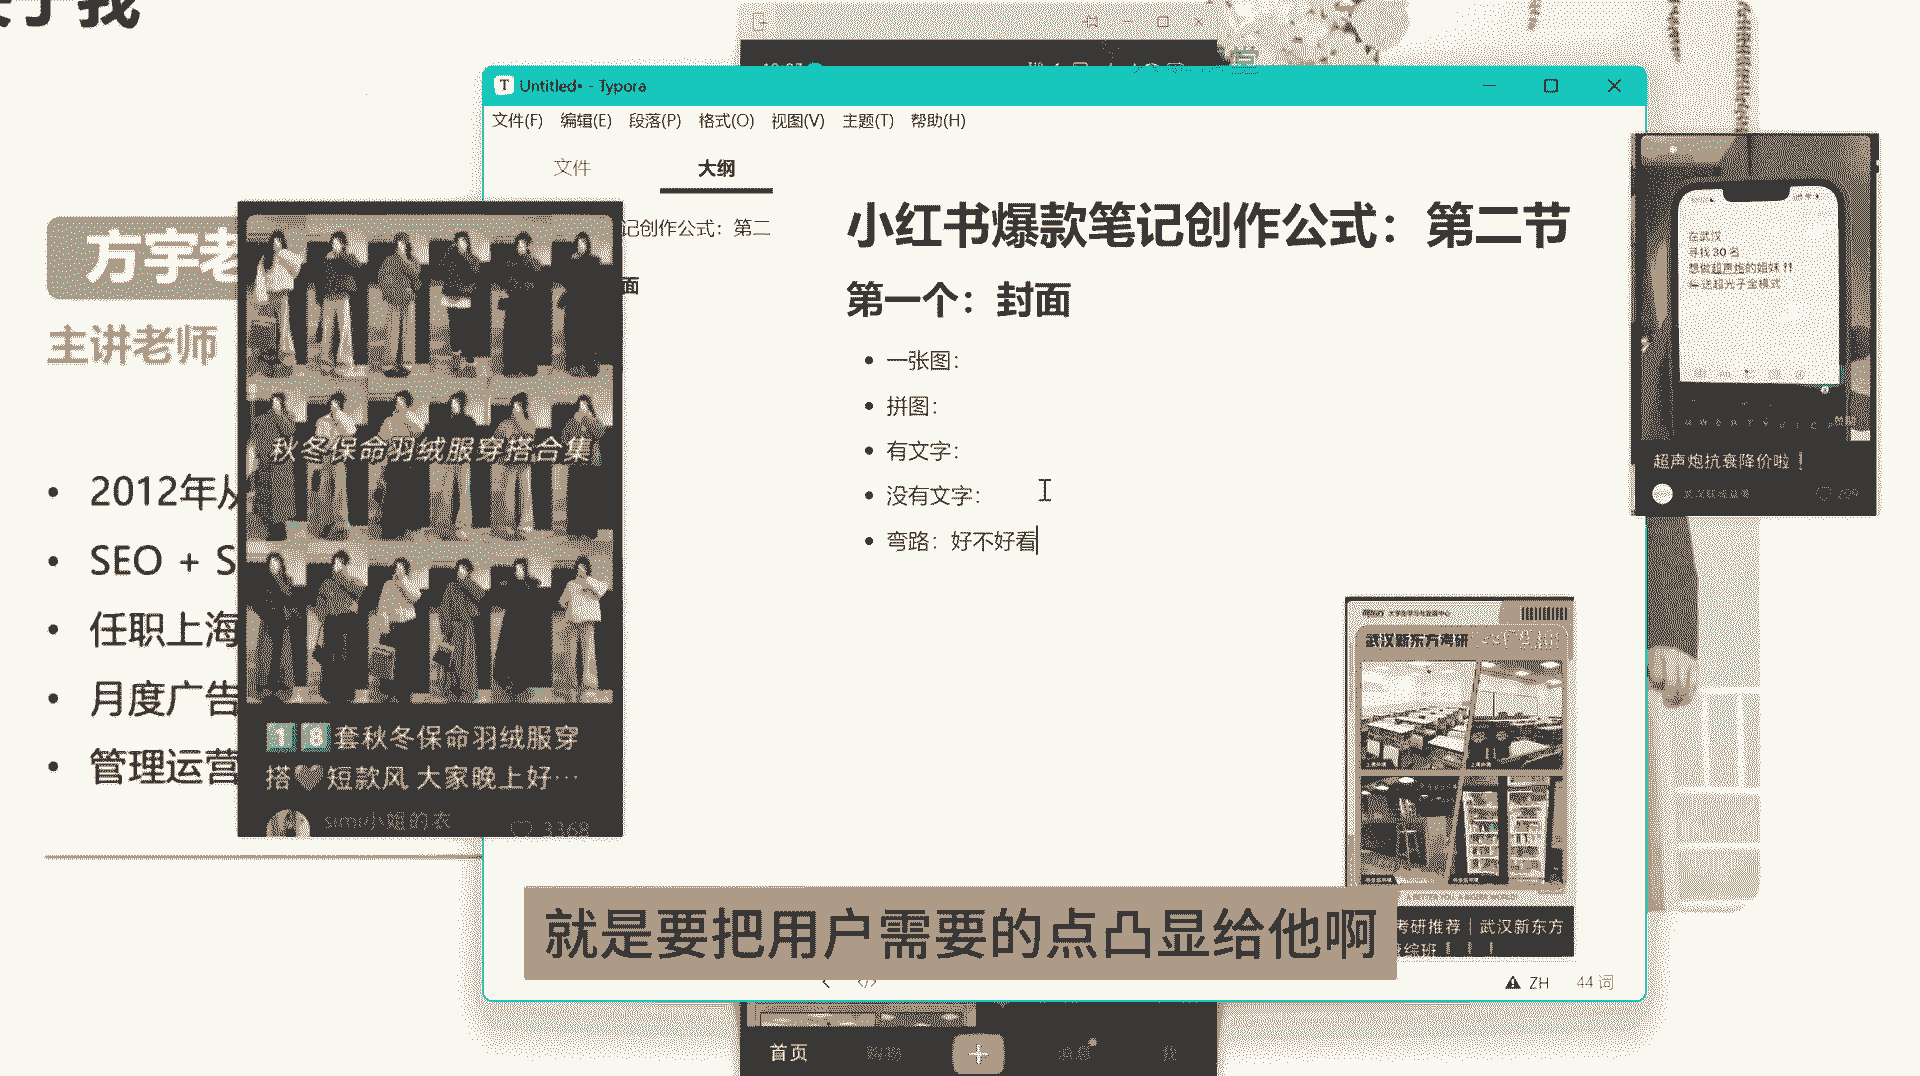 关于我
方宇老
主讲老师
2012年从
SEO + S
任职上海
月度广告
管理运营
秋冬保命羽绒服穿搭合集
18套秋冬保命羽绒服穿
搭🤎短款风 大家晚上好…
simi小姐的衣
3368
Untitled• - Typora
文件(F) 编辑(E) 段落(P) 格式(O) 视图(V) 主题(T) 帮助(H)
文件 大纲
记创作公式：第二
面
小红书爆款笔记创作公式：第二节
第一个：封面
一张图：
拼图：
有文字：
没有文字：
弯路：好不好看
在武汉
寻找 30 名
想做超声炮的姐妹 !!
送超光子全模式
超声炮抗衰降价啦！
武汉新东方考研
考研推荐｜武汉新东方
综班！！！
就是要把用户需要的点凸显给他啊
ZH 44 词
首页 购物 消息 我